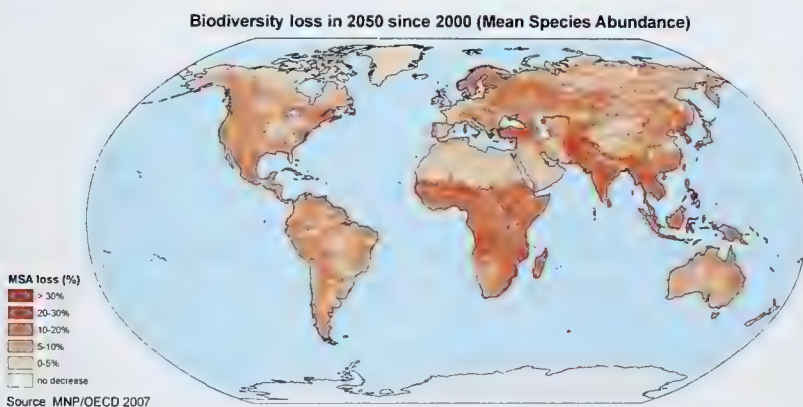 Biodiversity loss in 2050 since 2000 (Mean Species Abundance)
MSA loss (%)
> 30%
20-30%
10-20%
5-10%
0-5%
no decrease
Source MNP/OECD 2007